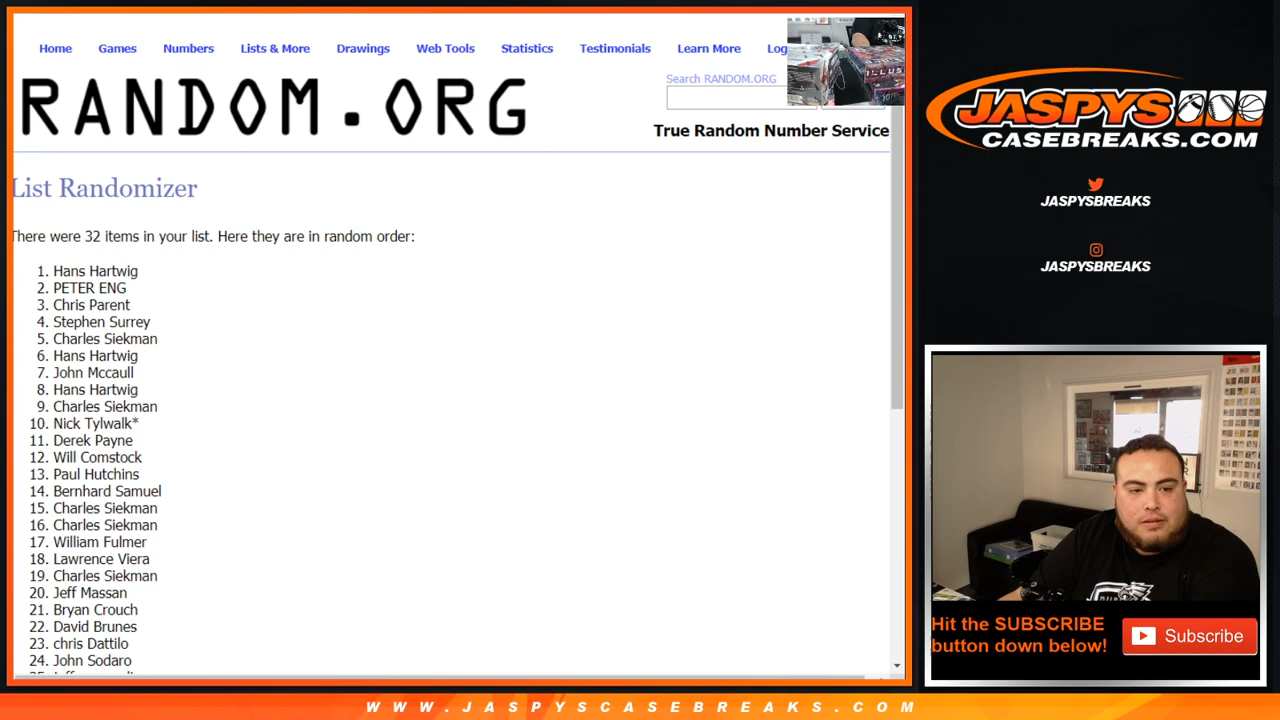 Home Games Numbers Lists & More Drawings Web Tools Statistics Testimonials Learn More Log
RANDOM.ORG
Search RANDOM.ORG
True Random Number Service
List Randomizer
There were 32 items in your list. Here they are in random order:
1. Hans Hartwig
2. PETER ENG
3. Chris Parent
4. Stephen Surrey
5. Charles Siekman
6. Hans Hartwig
7. John Mccaull
8. Hans Hartwig
9. Charles Siekman
10. Nick Tylwalk*
11. Derek Payne
12. Will Comstock
13. Paul Hutchins
14. Bernhard Samuel
15. Charles Siekman
16. Charles Siekman
17. William Fulmer
18. Lawrence Viera
19. Charles Siekman
20. Jeff Massan
21. Bryan Crouch
22. David Brunes
23. chris Dattilo
24. John Sodaro
JASPYS
CASEBREAKS.COM
JASPYSBREAKS
JASPYSBREAKS
Hit the SUBSCRIBE
button down below!
Subscribe
WWW.JASPYSCASEBREAKS.COM